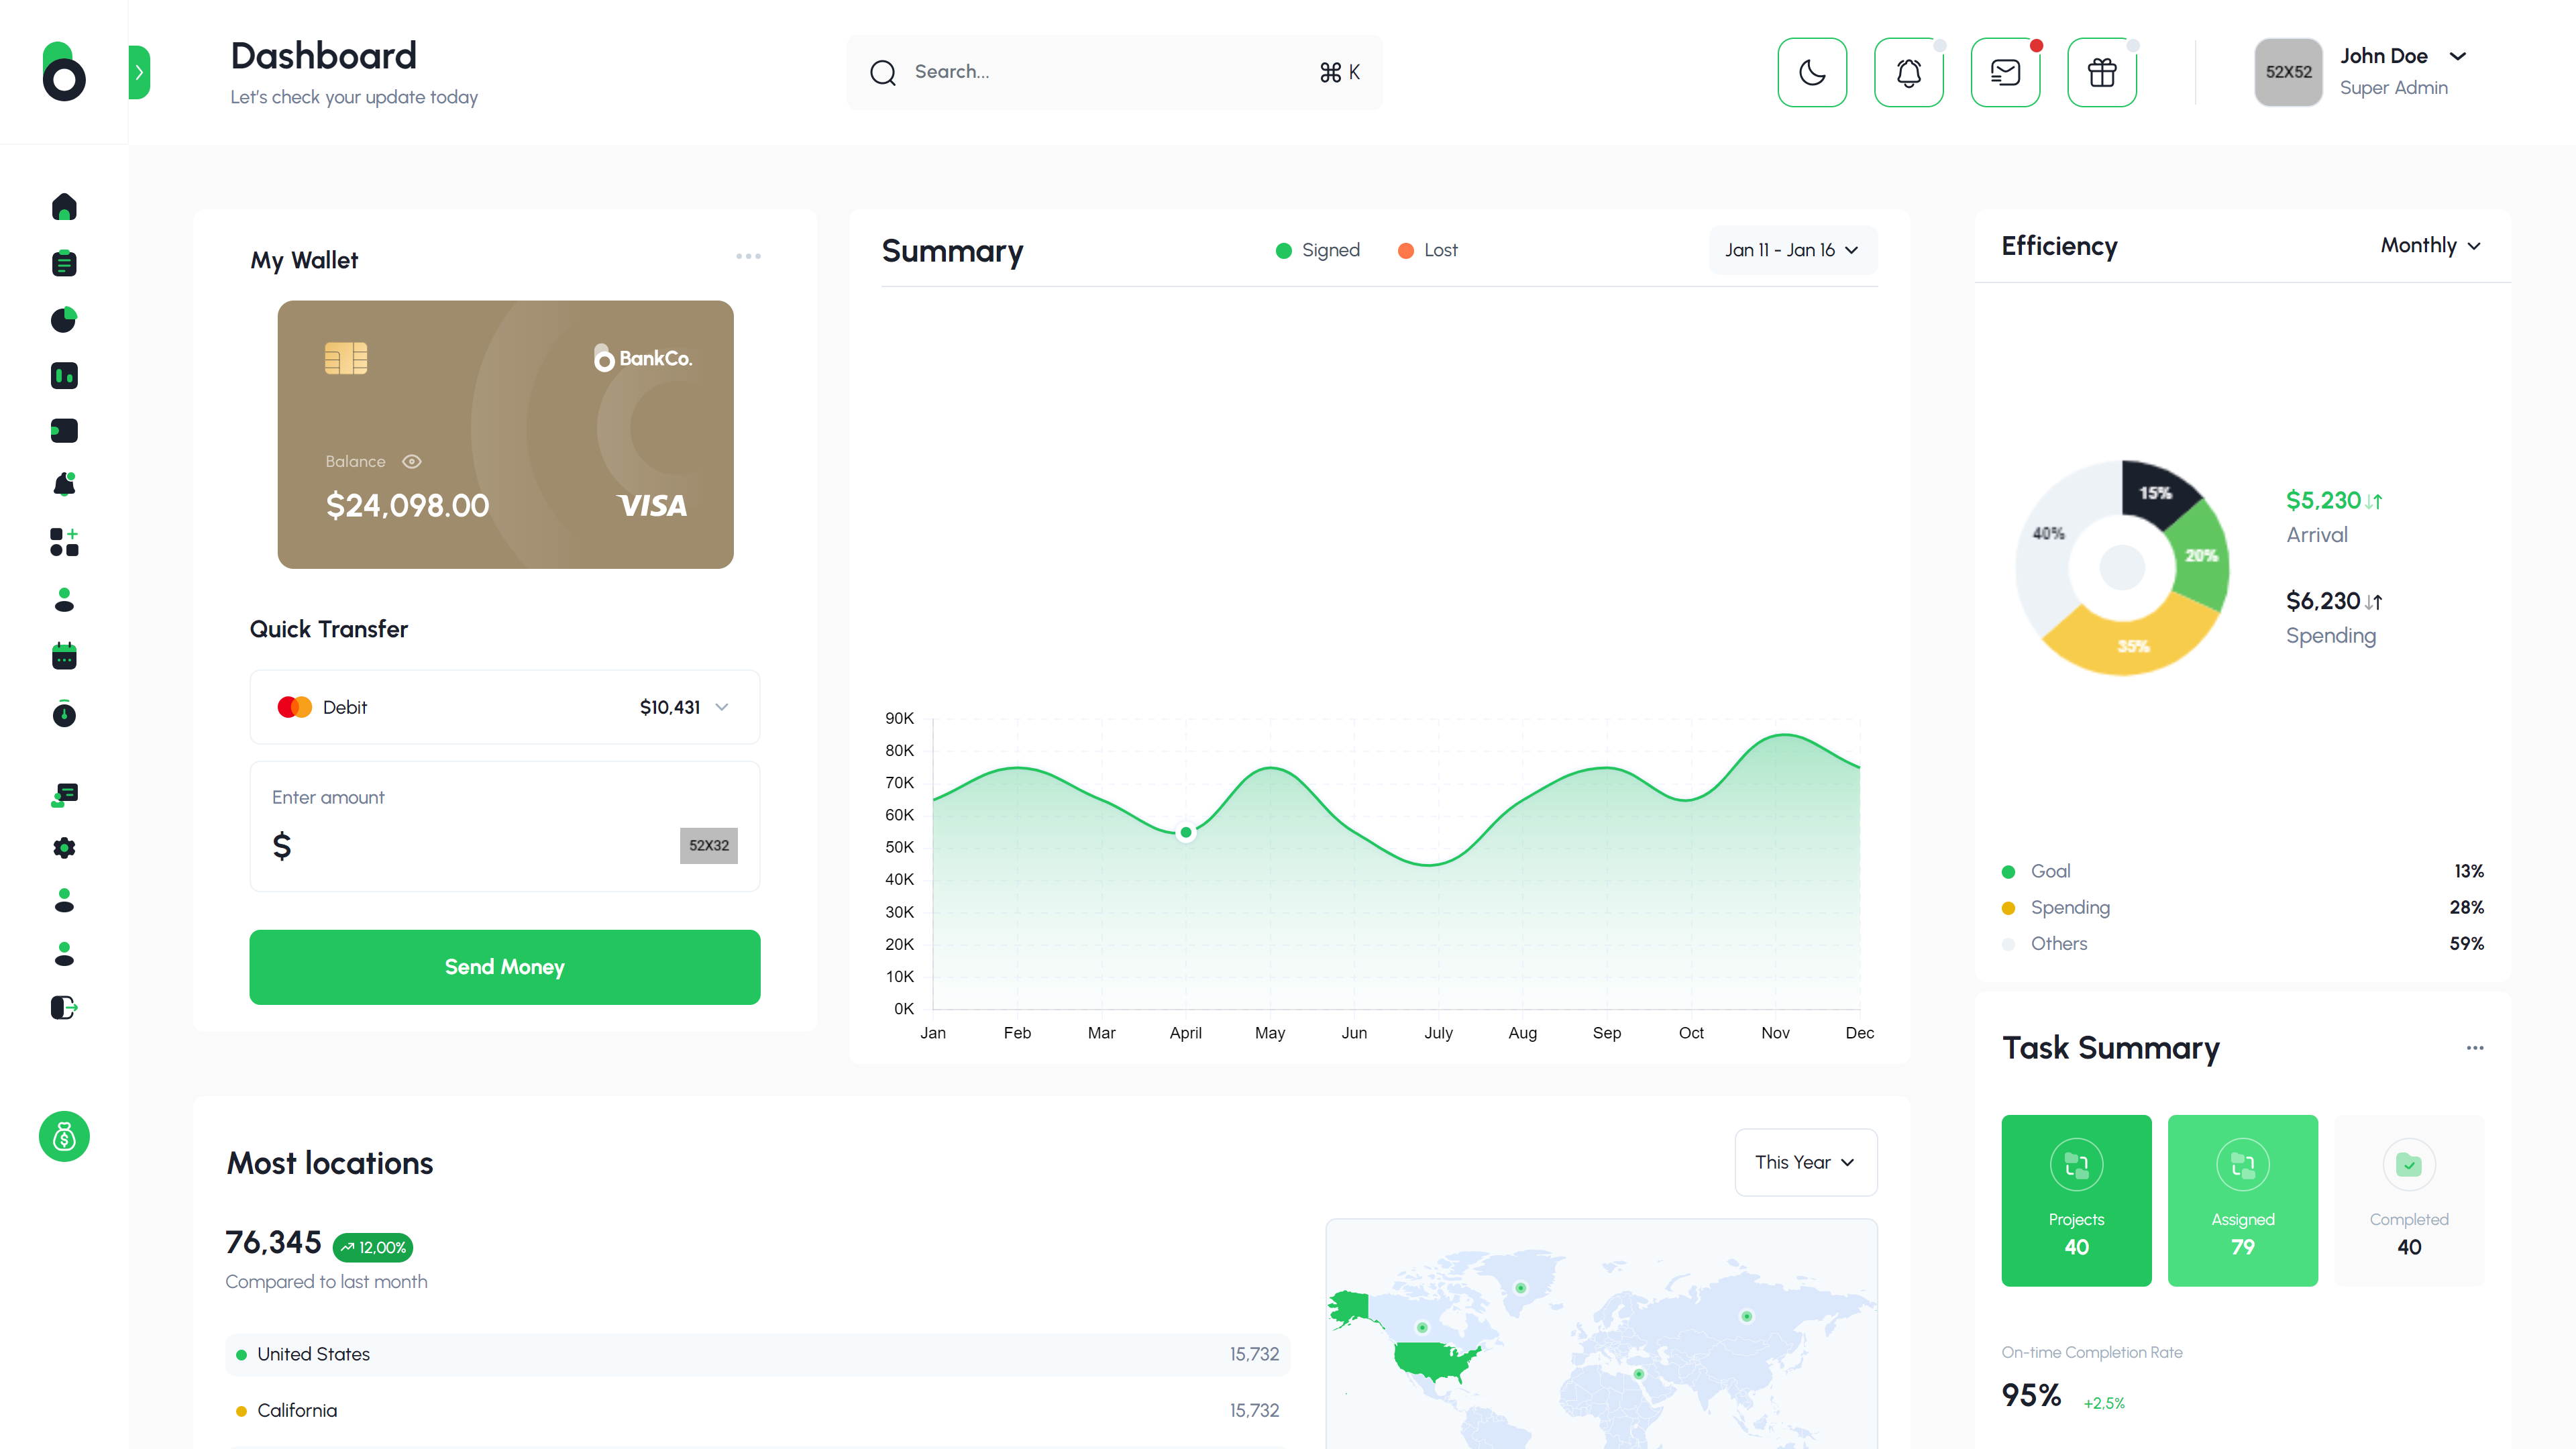 Dashboard
Let's check your update today
Search...
⌘ K
52X52
John Doe
Super Admin
My Wallet
BankCo.
Balance
$24,098.00
VISA
Quick Transfer
Debit
$10,431
Enter amount
$
52X32
Send Money
Summary
Signed
Lost
Jan 11 - Jan 16
90K
80K
70K
60K
50K
40K
30K
20K
10K
0K
Jan Feb Mar April May Jun July Aug Sep Oct Nov Dec
Efficiency
Monthly
15%
20%
35%
40%
$5,230
Arrival
$6,230
Spending
Goal 13%
Spending 28%
Others 59%
Task Summary
Projects
40
Assigned
79
Completed
40
On-time Completion Rate
95% +2,5%
Most locations
This Year
76,345 12,00%
Compared to last month
United States 15,732
California 15,732